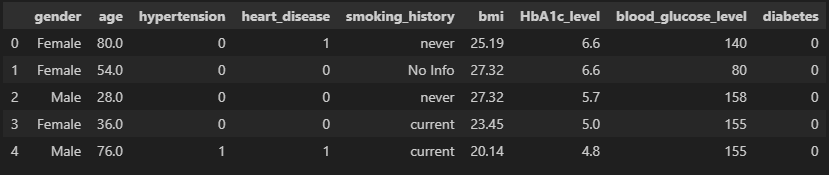 gender age hypertension heart_disease smoking_history bmi HbA1c_level blood_glucose_level diabetes
0 Female 80.0 0 1 never 25.19 6.6 140 0
1 Female 54.0 0 0 No Info 27.32 6.6 80 0
2 Male 28.0 0 0 never 27.32 5.7 158 0
3 Female 36.0 0 0 current 23.45 5.0 155 0
4 Male 76.0 1 1 current 20.14 4.8 155 0